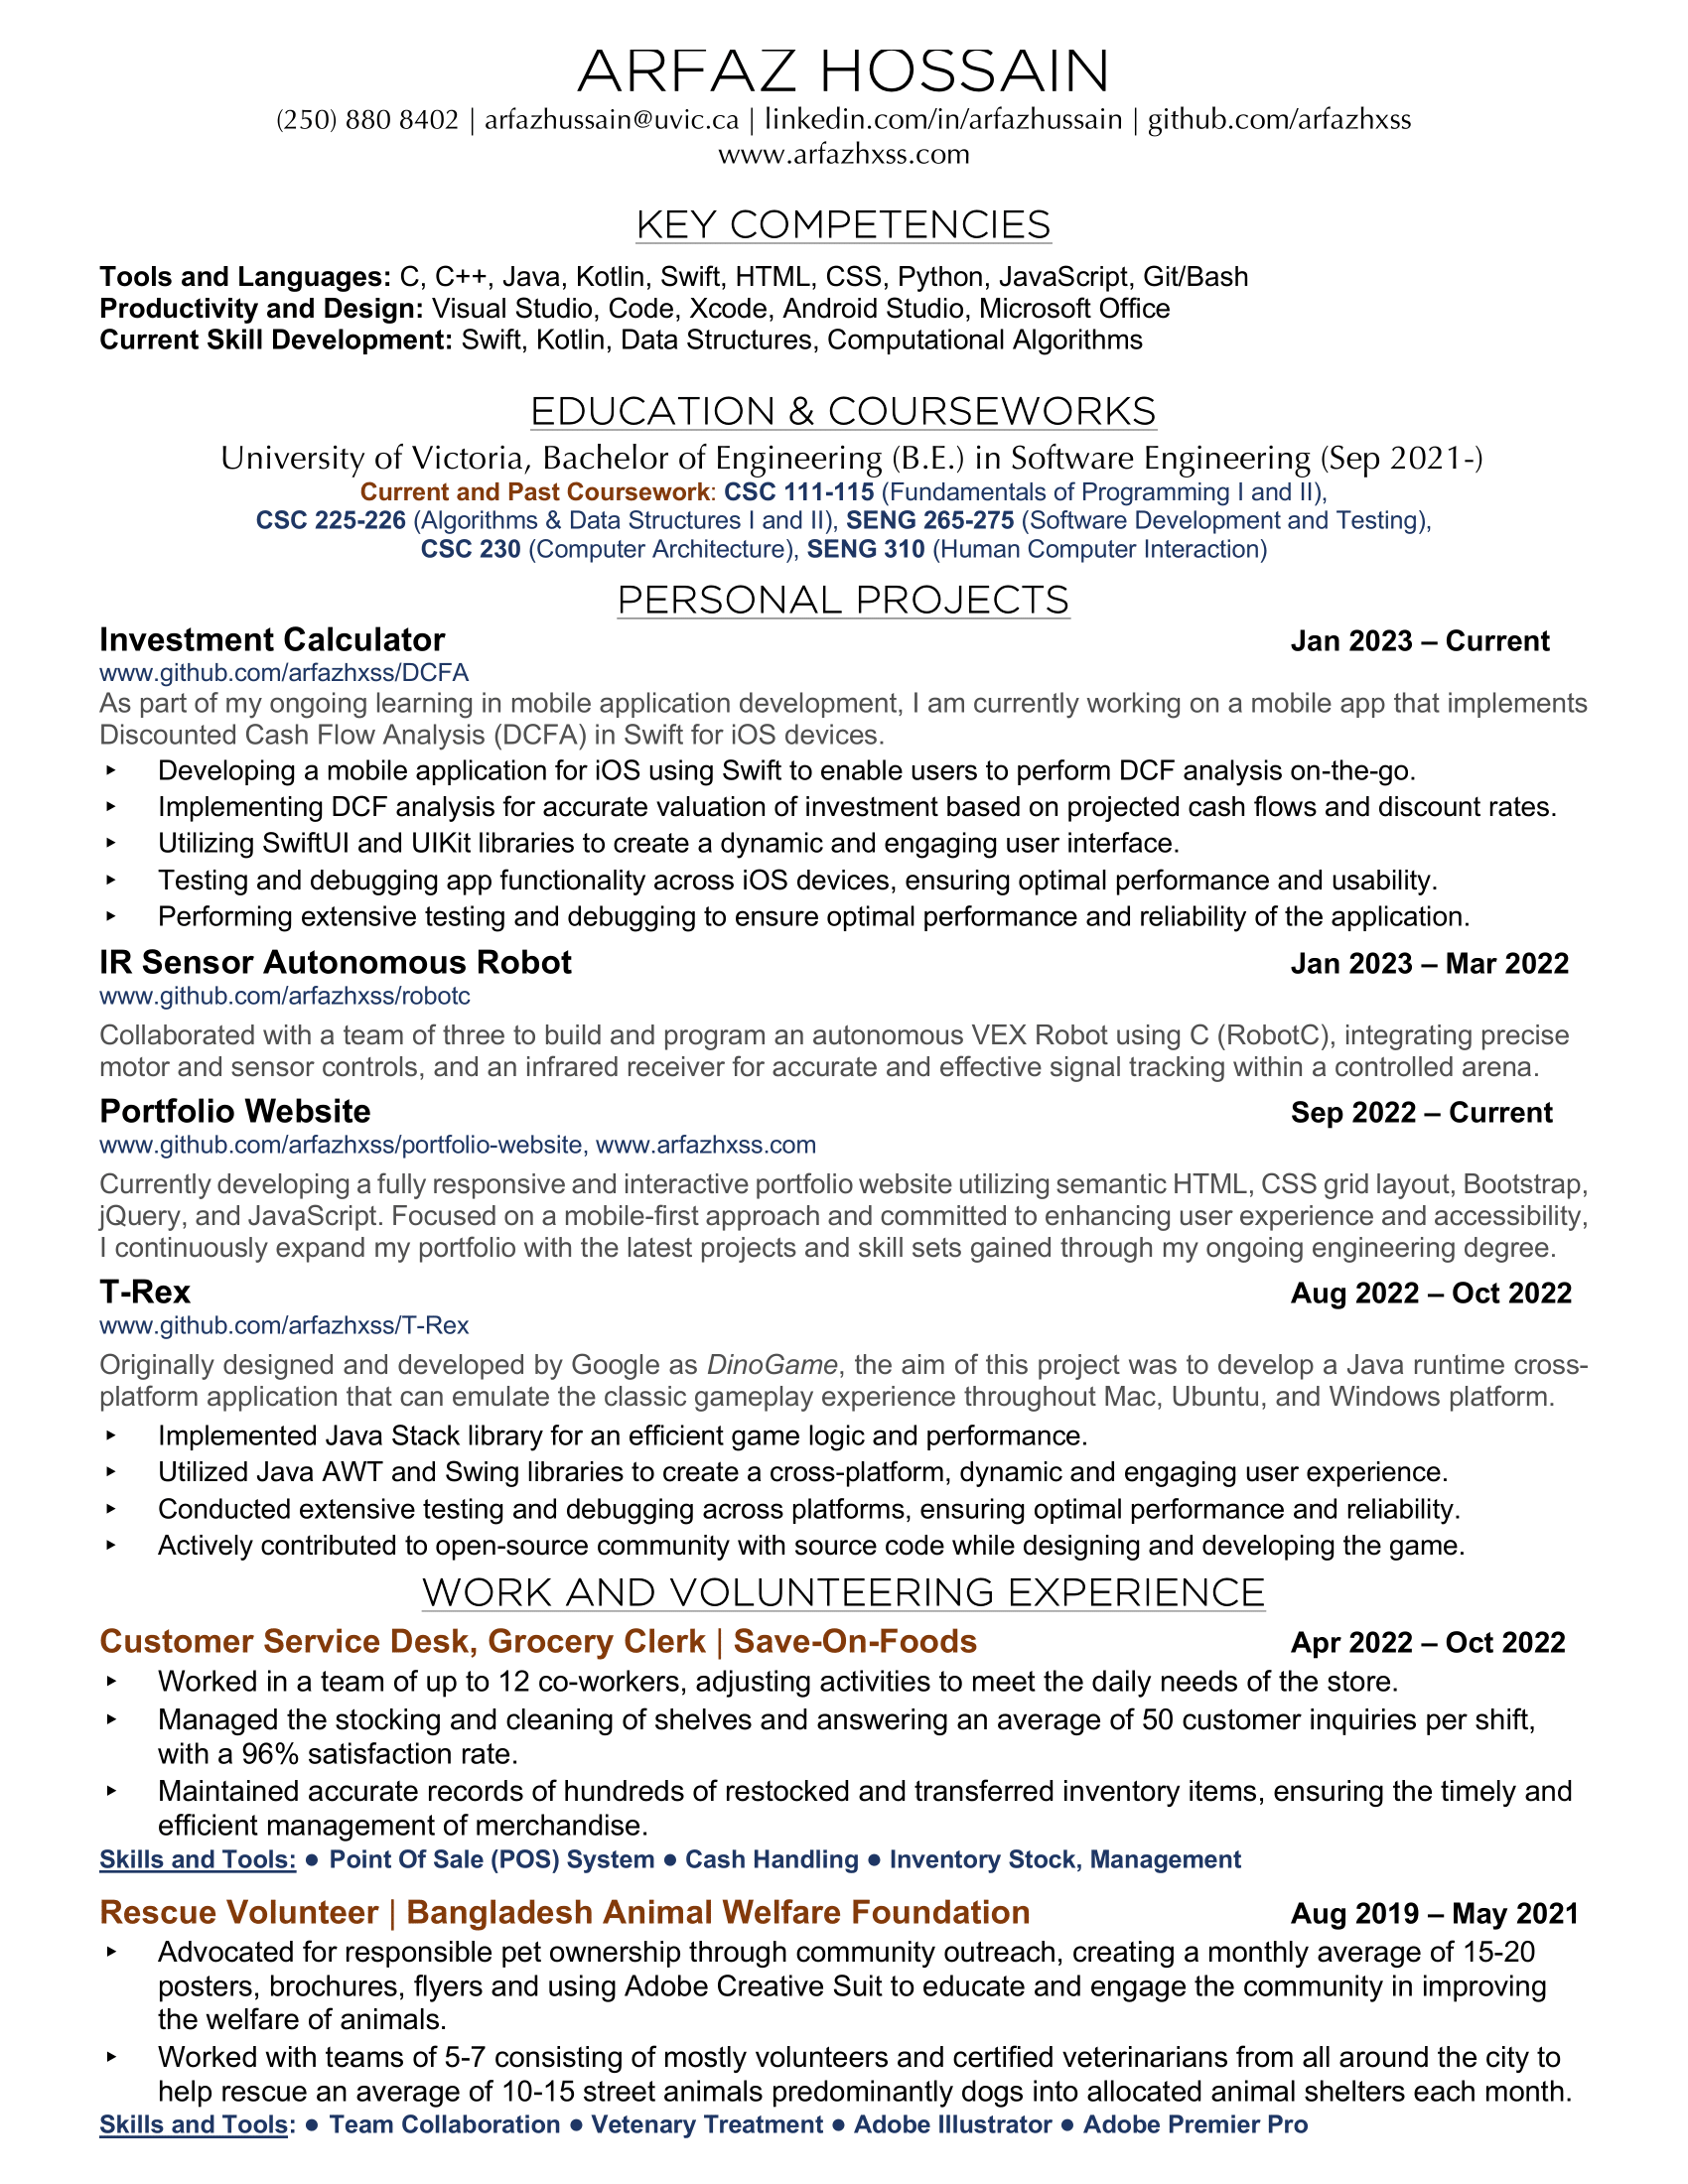 ARFAZ HOSSAIN
(250) 880 8402 | arfazhussain@uvic.ca | linkedin.com/in/arfazhussain | github.com/arfazhxss
www.arfazhxss.com
KEY COMPETENCIES
Tools and Languages: C, C++, Java, Kotlin, Swift, HTML, CSS, Python, JavaScript, Git/Bash
Productivity and Design: Visual Studio, Code, Xcode, Android Studio, Microsoft Office
Current Skill Development: Swift, Kotlin, Data Structures, Computational Algorithms
EDUCATION & COURSEWORKS
University of Victoria, Bachelor of Engineering (B.E.) in Software Engineering (Sep 2021-)
Current and Past Coursework: CSC 111-115 (Fundamentals of Programming I and II),
CSC 225-226 (Algorithms & Data Structures I and II), SENG 265-275 (Software Development and Testing),
CSC 230 (Computer Architecture), SENG 310 (Human Computer Interaction)
PERSONAL PROJECTS
Investment Calculator Jan 2023 – Current
www.github.com/arfazhxss/DCFA
As part of my ongoing learning in mobile application development, I am currently working on a mobile app that implements
Discounted Cash Flow Analysis (DCFA) in Swift for iOS devices.
‣ Developing a mobile application for iOS using Swift to enable users to perform DCF analysis on-the-go.
‣ Implementing DCF analysis for accurate valuation of investment based on projected cash flows and discount rates.
‣ Utilizing SwiftUI and UIKit libraries to create a dynamic and engaging user interface.
‣ Testing and debugging app functionality across iOS devices, ensuring optimal performance and usability.
‣ Performing extensive testing and debugging to ensure optimal performance and reliability of the application.
IR Sensor Autonomous Robot Jan 2023 – Mar 2022
www.github.com/arfazhxss/robotc
Collaborated with a team of three to build and program an autonomous VEX Robot using C (RobotC), integrating precise
motor and sensor controls, and an infrared receiver for accurate and effective signal tracking within a controlled arena.
Portfolio Website Sep 2022 – Current
www.github.com/arfazhxss/portfolio-website, www.arfazhxss.com
Currently developing a fully responsive and interactive portfolio website utilizing semantic HTML, CSS grid layout, Bootstrap,
jQuery, and JavaScript. Focused on a mobile-first approach and committed to enhancing user experience and accessibility,
I continuously expand my portfolio with the latest projects and skill sets gained through my ongoing engineering degree.
T-Rex Aug 2022 – Oct 2022
www.github.com/arfazhxss/T-Rex
Originally designed and developed by Google as DinoGame, the aim of this project was to develop a Java runtime cross-
platform application that can emulate the classic gameplay experience throughout Mac, Ubuntu, and Windows platform.
‣ Implemented Java Stack library for an efficient game logic and performance.
‣ Utilized Java AWT and Swing libraries to create a cross-platform, dynamic and engaging user experience.
‣ Conducted extensive testing and debugging across platforms, ensuring optimal performance and reliability.
‣ Actively contributed to open-source community with source code while designing and developing the game.
WORK AND VOLUNTEERING EXPERIENCE
Customer Service Desk, Grocery Clerk | Save-On-Foods Apr 2022 – Oct 2022
‣ Worked in a team of up to 12 co-workers, adjusting activities to meet the daily needs of the store.
‣ Managed the stocking and cleaning of shelves and answering an average of 50 customer inquiries per shift,
with a 96% satisfaction rate.
‣ Maintained accurate records of hundreds of restocked and transferred inventory items, ensuring the timely and
efficient management of merchandise.
Skills and Tools: ● Point Of Sale (POS) System ● Cash Handling ● Inventory Stock, Management
Rescue Volunteer | Bangladesh Animal Welfare Foundation Aug 2019 – May 2021
‣ Advocated for responsible pet ownership through community outreach, creating a monthly average of 15-20
posters, brochures, flyers and using Adobe Creative Suit to educate and engage the community in improving
the welfare of animals.
‣ Worked with teams of 5-7 consisting of mostly volunteers and certified veterinarians from all around the city to
help rescue an average of 10-15 street animals predominantly dogs into allocated animal shelters each month.
Skills and Tools: ● Team Collaboration ● Vetenary Treatment ● Adobe Illustrator ● Adobe Premier Pro